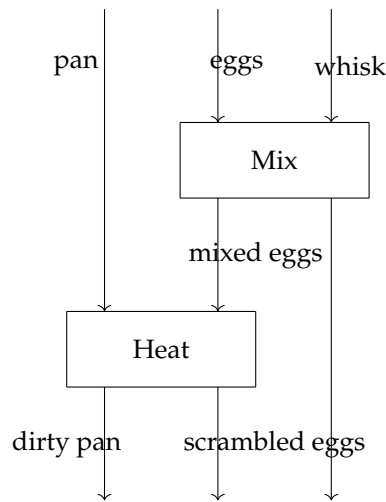 pan
eggs
whisk
Mix
mixed eggs
Heat
dirty pan
scrambled eggs